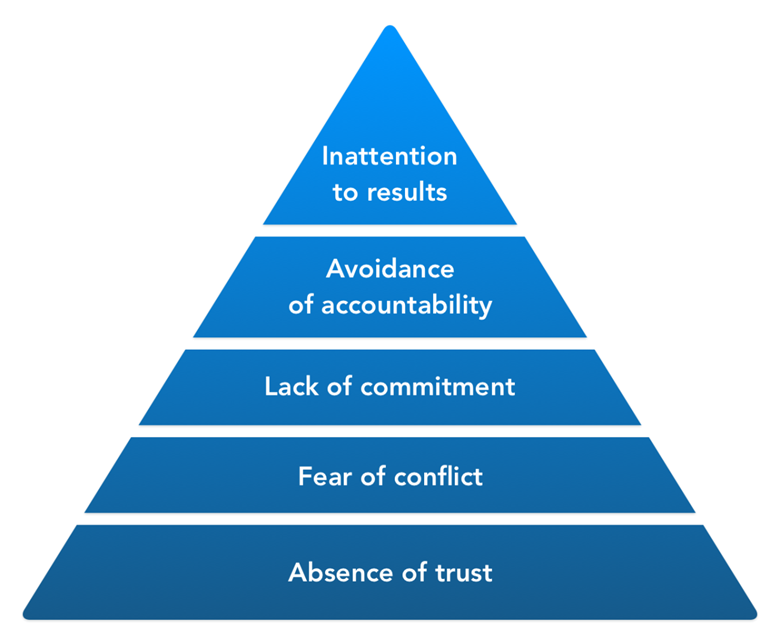 Inattention
to results
Avoidance
of accountability
Lack of commitment
Fear of conflict
Absence of trust